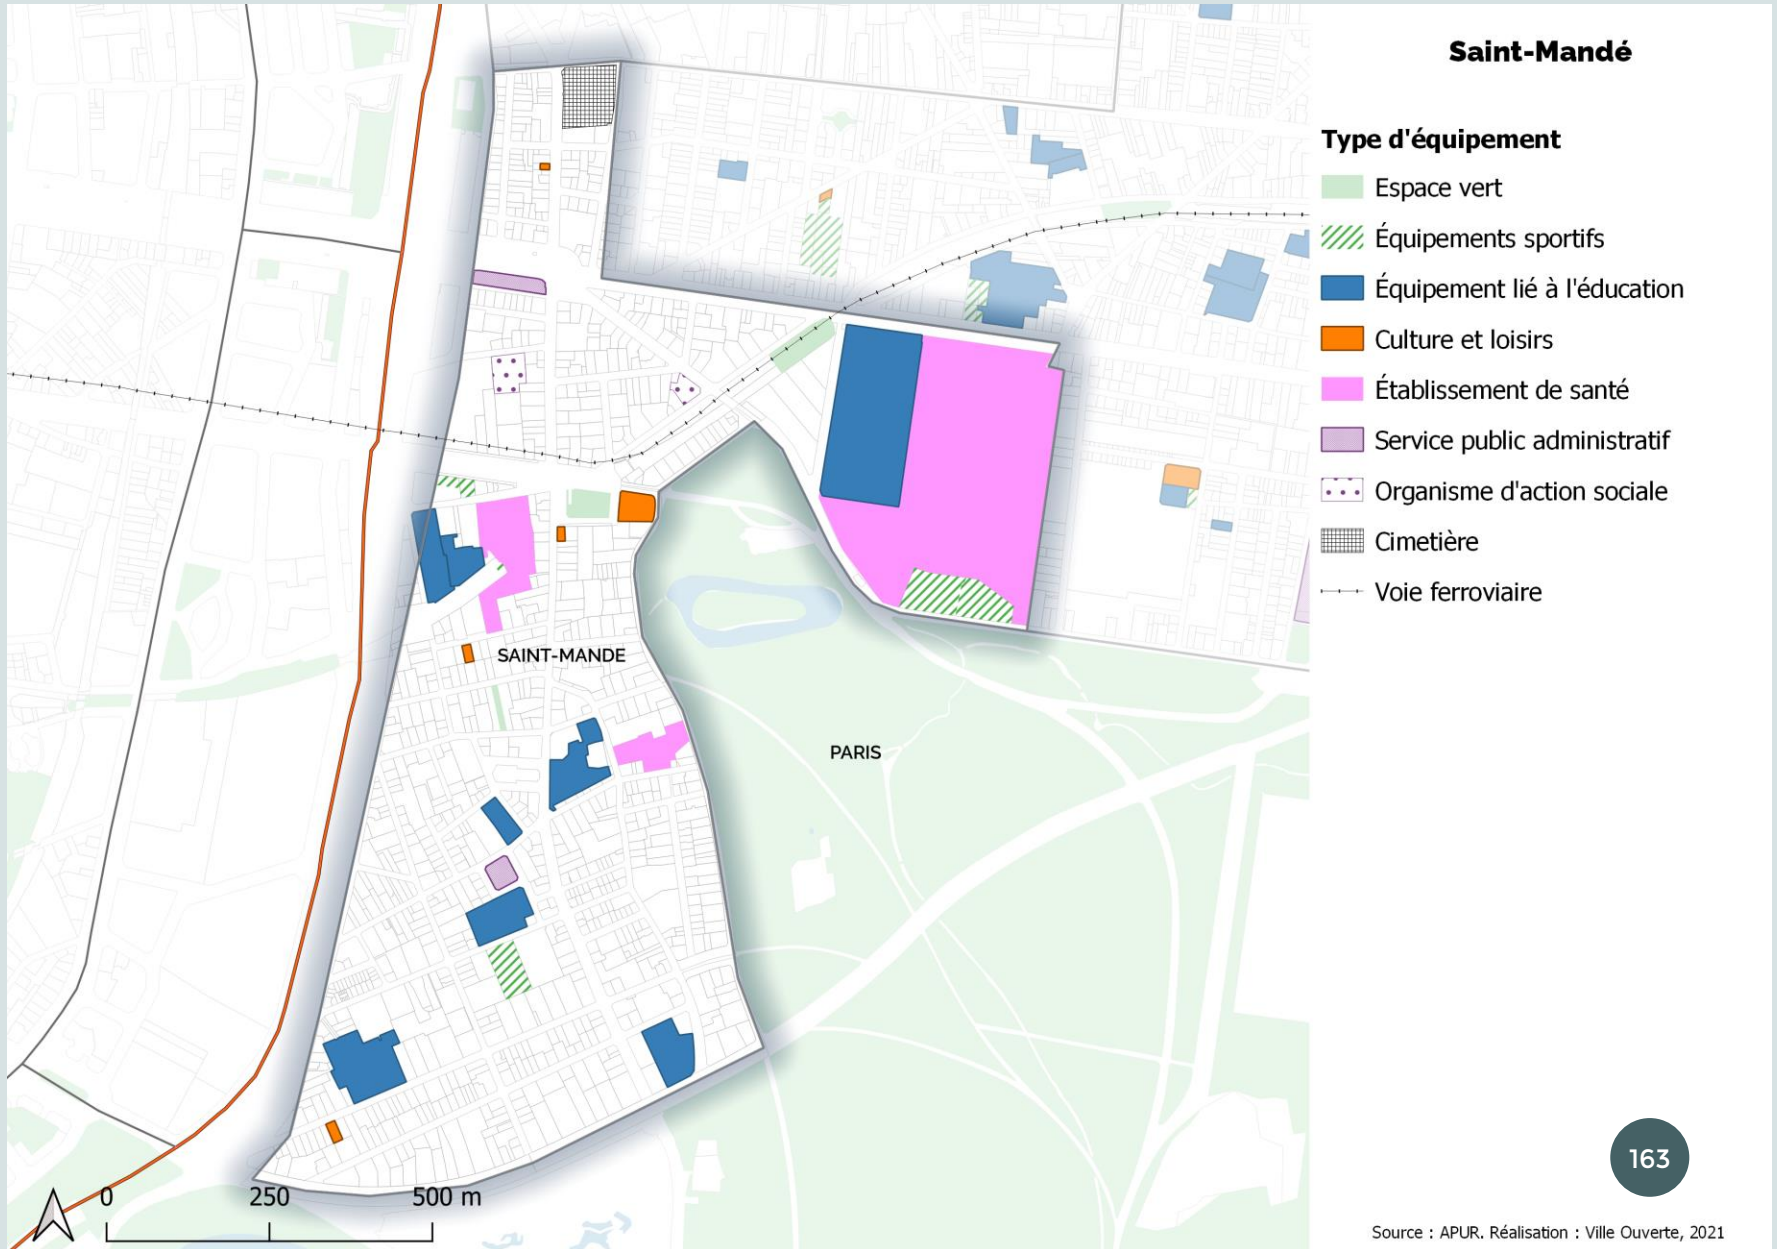 Saint-Mandé
Type d'équipement
Espace vert
Équipements sportifs
Équipement lié à l'éducation
Culture et loisirs
Établissement de santé
Service public administratif
Organisme d'action sociale
Cimetière
Voie ferroviaire
SAINT-MANDE
PARIS
0 250 500 m
163
Source : APUR. Réalisation : Ville Ouverte, 2021